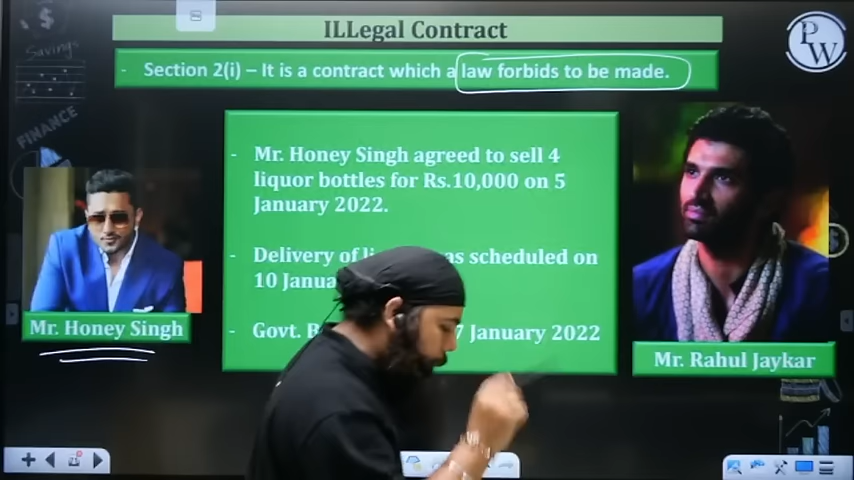 ILLegal Contract
- Section 2(i) – It is a contract which a law forbids to be made.
P
W
Savings
FINANCE
- Mr. Honey Singh agreed to sell 4
liquor bottles for Rs.10,000 on 5
January 2022.
- Delivery of as scheduled on
10 Janua
- Govt. 7 January 2022
Mr. Honey Singh
Mr. Rahul Jaykar